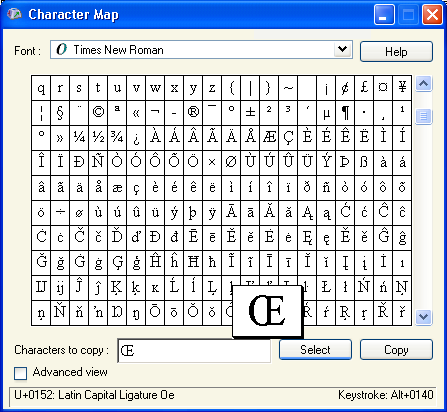 Character Map
Font : O Times New Roman Help
q r s t u v w x y z { | } ~ ¡ ¢ £ ¤ ¥
¦ § ¨ © ª « ¬ - ® ¯ ° ± ² ³ ´ µ ¶ · ¸ ¹
º » ¼ ½ ¾ ¿ À Á Â Ã Ä Å Æ Ç È É Ê Ë Ì Í
Î Ï Ð Ñ Ò Ó Ô Õ Ö × Ø Ù Ú Û Ü Ý Þ ß à á
â ã ä å æ ç è é ê ë ì í î ï ð ñ ò ó ô õ
ö ÷ ø ù ú û ü ý þ ÿ Ā ā Ă ă Ą ą Ć ć Ĉ ĉ
Ċ ċ Č č Ď ď Đ đ Ē ē Ĕ ĕ Ė ė Ę ę Ě ě Ĝ ĝ
Ğ ğ Ġ ġ Ģ ģ Ĥ ĥ Ħ ħ Ĩ ĩ Ī ī Ĭ ĭ Į į İ ı
Ĳ ĳ Ĵ ĵ Ķ ķ ĸ Ĺ ĺ Ļ Ł ł Ń ń Ņ
ņ Ň ň ŉ Ŋ ŋ Ō ō Ŏ ŏ Œ ŕ Ŗ ŗ Ř ř
Characters to copy : Œ Select Copy
Advanced view
U+0152: Latin Capital Ligature Oe Keystroke: Alt+0140